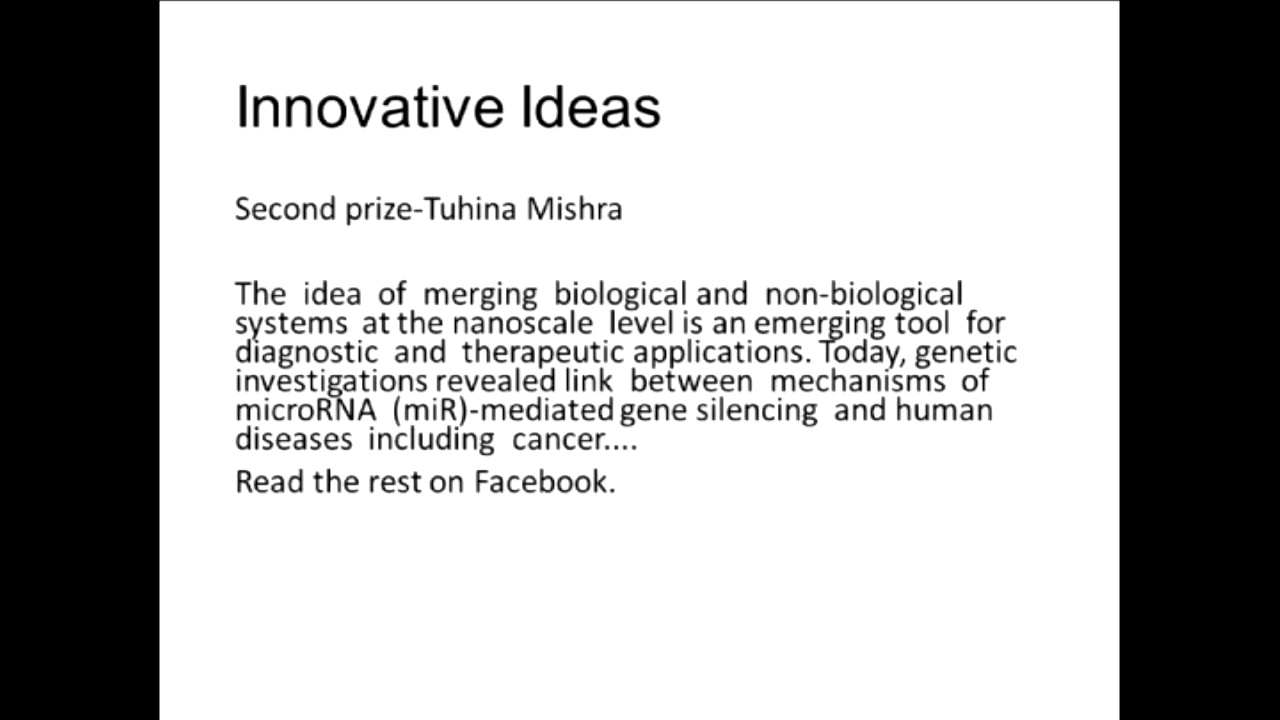 Innovative Ideas
Second prize-Tuhina Mishra
The idea of merging biological and non-biological
systems at the nanoscale level is an emerging tool for
diagnostic and therapeutic applications. Today, genetic
investigations revealed link between mechanisms of
microRNA (miR)-mediated gene silencing and human
diseases including cancer....
Read the rest on Facebook.